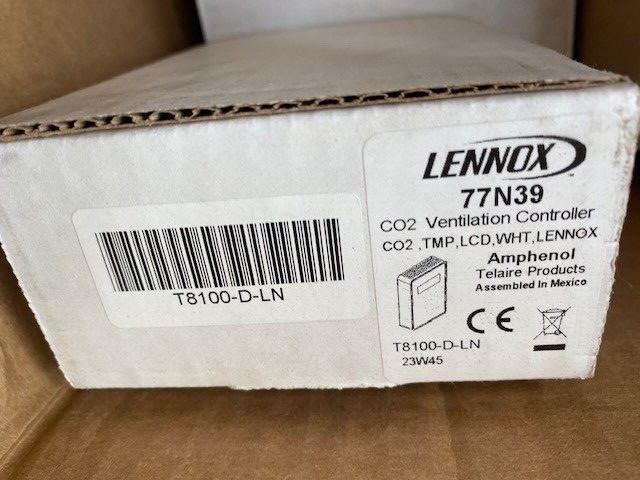 T8100-D-LN
LENNOX
77N39
CO2 Ventilation Controller
CO2 ,TMP,LCD,WHT,LENNOX
Amphenol
Telaire Products
Assembled In Mexico
CE
T8100-D-LN
23W45